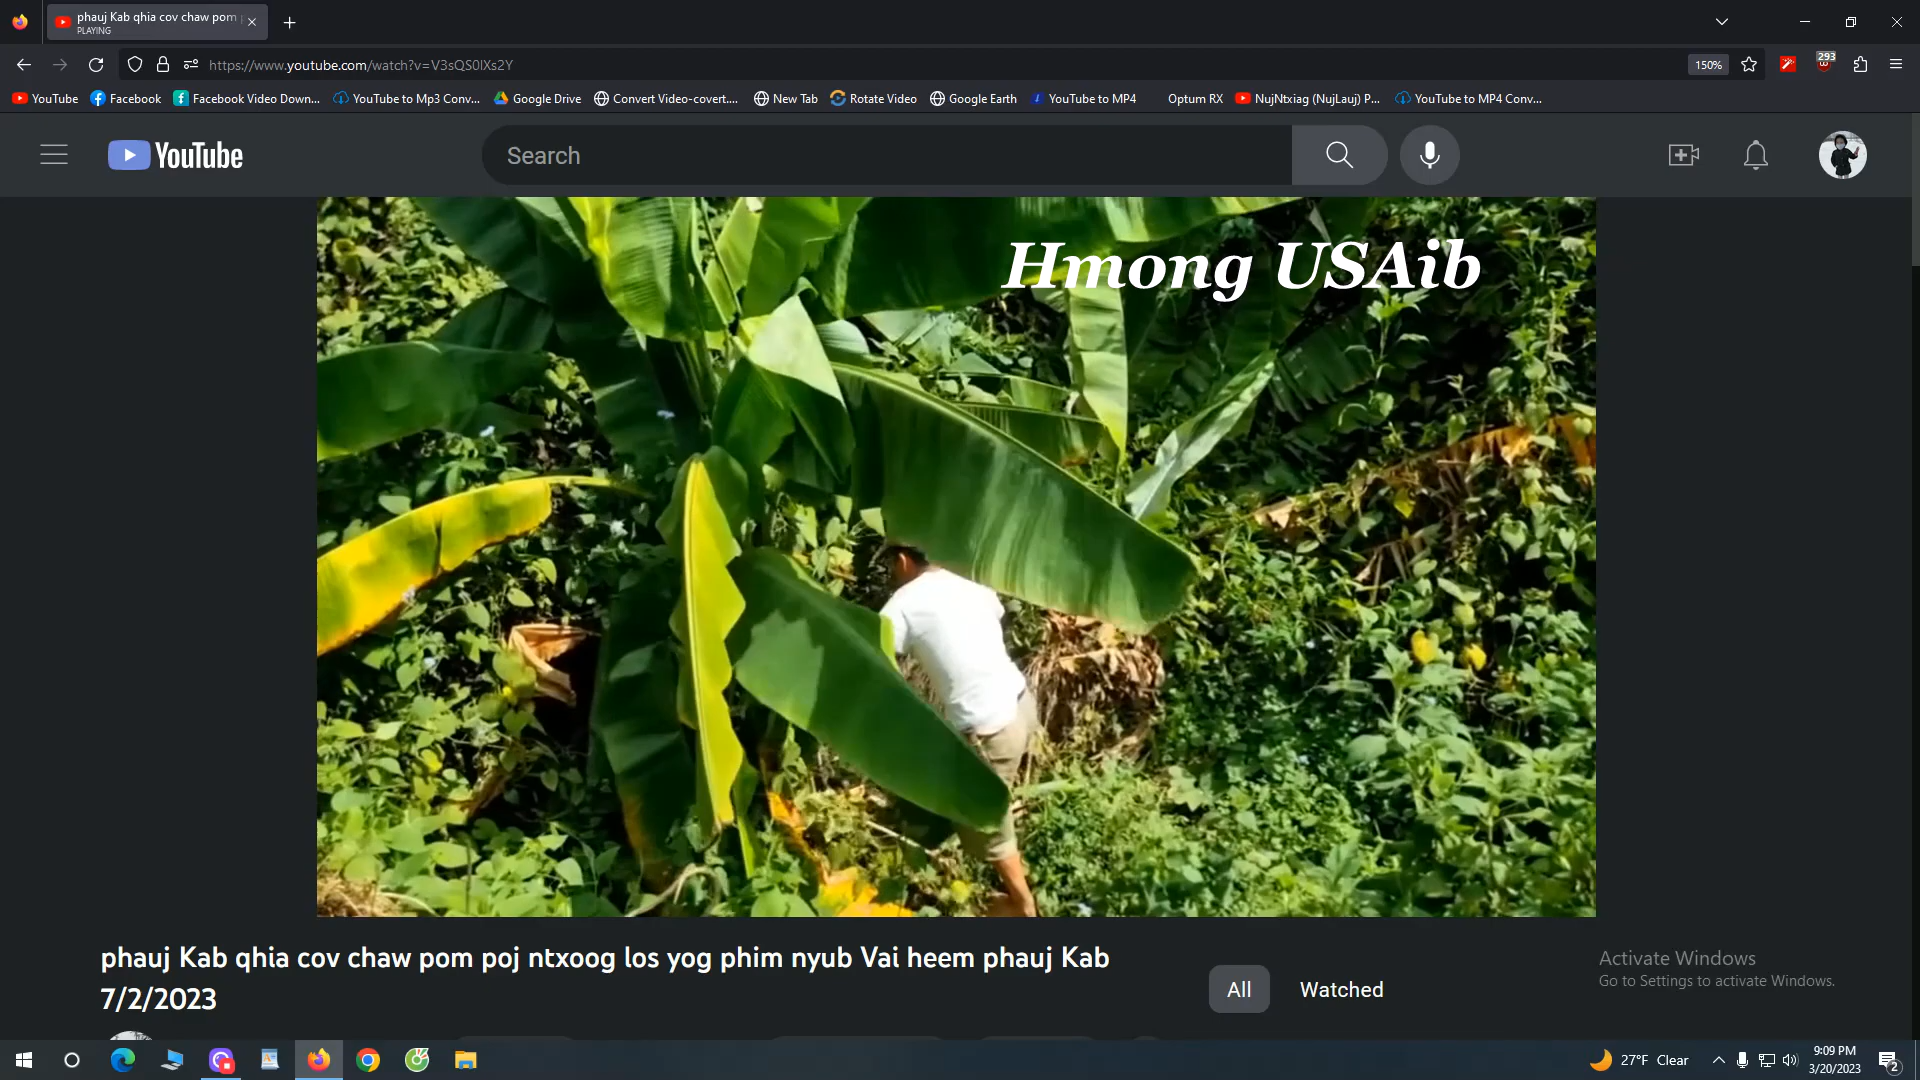 phauj Kab qhia cov chaw pom
PLAYING
https://www.youtube.com/watch?v=V3sQS0lXs2Y
150%
293
YouTube
Facebook
Facebook Video Down...
YouTube to Mp3 Conv...
Google Drive
Convert Video-covert....
New Tab
Rotate Video
Google Earth
YouTube to MP4
Optum RX
NujNtxiag (NujLauj) P...
YouTube to MP4 Conv...
YouTube
Search
Hmong USAib
phauj Kab qhia cov chaw pom poj ntxoog los yog phim nyub Vai heem phauj Kab
7/2/2023
All
Watched
Activate Windows
Go to Settings to activate Windows.
27°F Clear
9:09 PM
3/20/2023
2